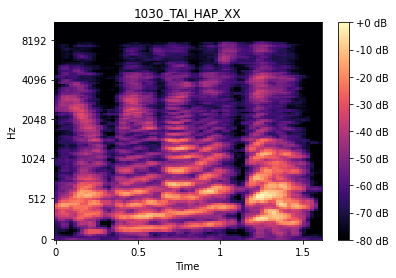 1030_TAI_HAP_XX
8192
4096
2048
1024
512
0
Hz
0
0.5
1
1.5
Time
+0 dB
-10 dB
-20 dB
-30 dB
-40 dB
-50 dB
-60 dB
-70 dB
-80 dB